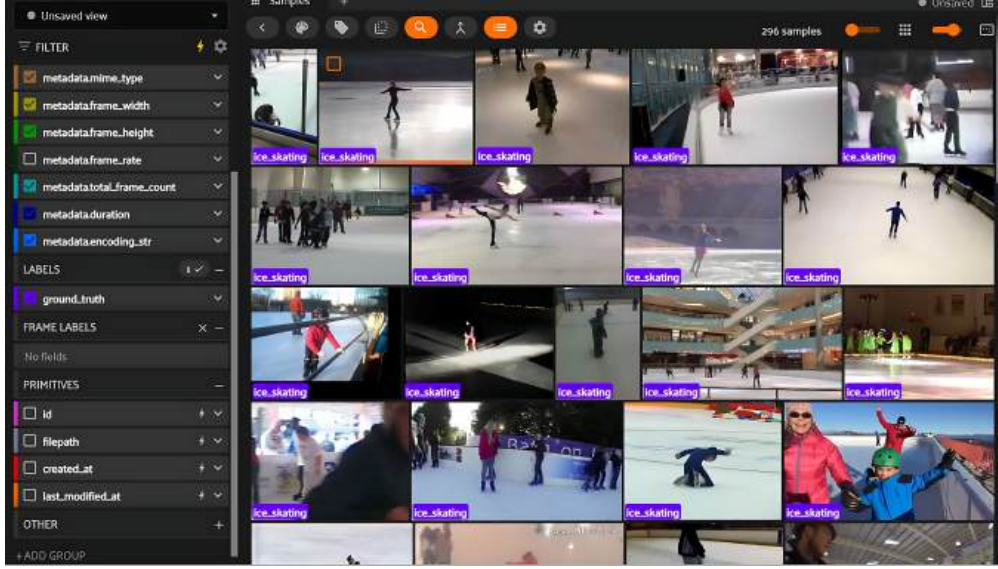 Unsaved view
Samples +
Unsaved
FILTER
296 samples
metadata.mime_type
metadata.frame_width
metadata.frame_height
metadata.frame_rate
metadata.total_frame_count
metadata.duration
metadata.encoding_str
LABELS
1
ground_truth
FRAME LABELS
No fields
PRIMITIVES
id
filepath
created_at
last_modified_at
OTHER
+ ADD GROUP
ice_skating ice_skating ice_skating ice_skating ice_skating
ice_skating ice_skating ice_skating ice_skating
ice_skating ice_skating ice_skating ice_skating ice_skating
ice_skating ice_skating ice_skating ice_skating